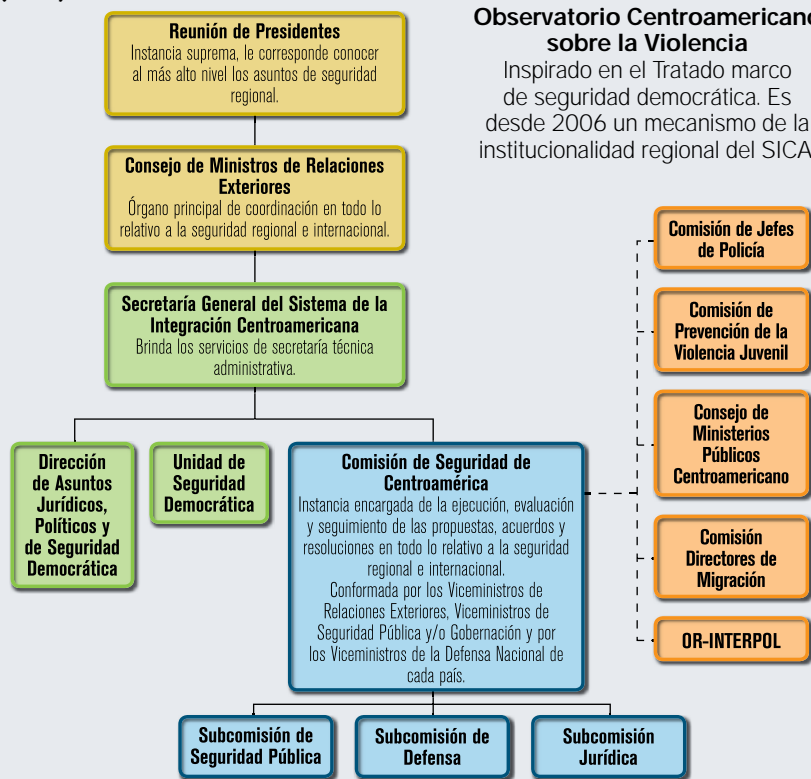 Reunión de Presidentes
Instancia suprema, le corresponde conocer
al más alto nivel los asuntos de seguridad
regional.
Observatorio Centroamericano
sobre la Violencia
Inspirado en el Tratado marco
de seguridad democrática. Es
desde 2006 un mecanismo de la
institucionalidad regional del SICA
Consejo de Ministros de Relaciones
Exteriores
Órgano principal de coordinación en todo lo
relativo a la seguridad regional e internacional.
Secretaría General del Sistema de la
Integración Centroamericana
Brinda los servicios de secretaría técnica
administrativa.
Dirección
de Asuntos
Jurídicos,
Políticos y
de Seguridad
Democrática
Unidad de
Seguridad
Democrática
Comisión de Seguridad de
Centroamérica
Instancia encargada de la ejecución, evaluación
y seguimiento de las propuestas, acuerdos y
resoluciones en todo lo relativo a la seguridad
regional e internacional.
Conformada por los Viceministros de
Relaciones Exteriores, Viceministros de
Seguridad Pública y/o Gobernación y por
los Viceministros de la Defensa Nacional de
cada país.
Comisión de Jefes
de Policía
Comisión de
Prevención de la
Violencia Juvenil
Consejo de
Ministerios
Públicos
Centroamericano
Comisión
Directores de
Migración
OR-INTERPOL
Subcomisión de
Seguridad Pública
Subcomisión de
Defensa
Subcomisión
Jurídica